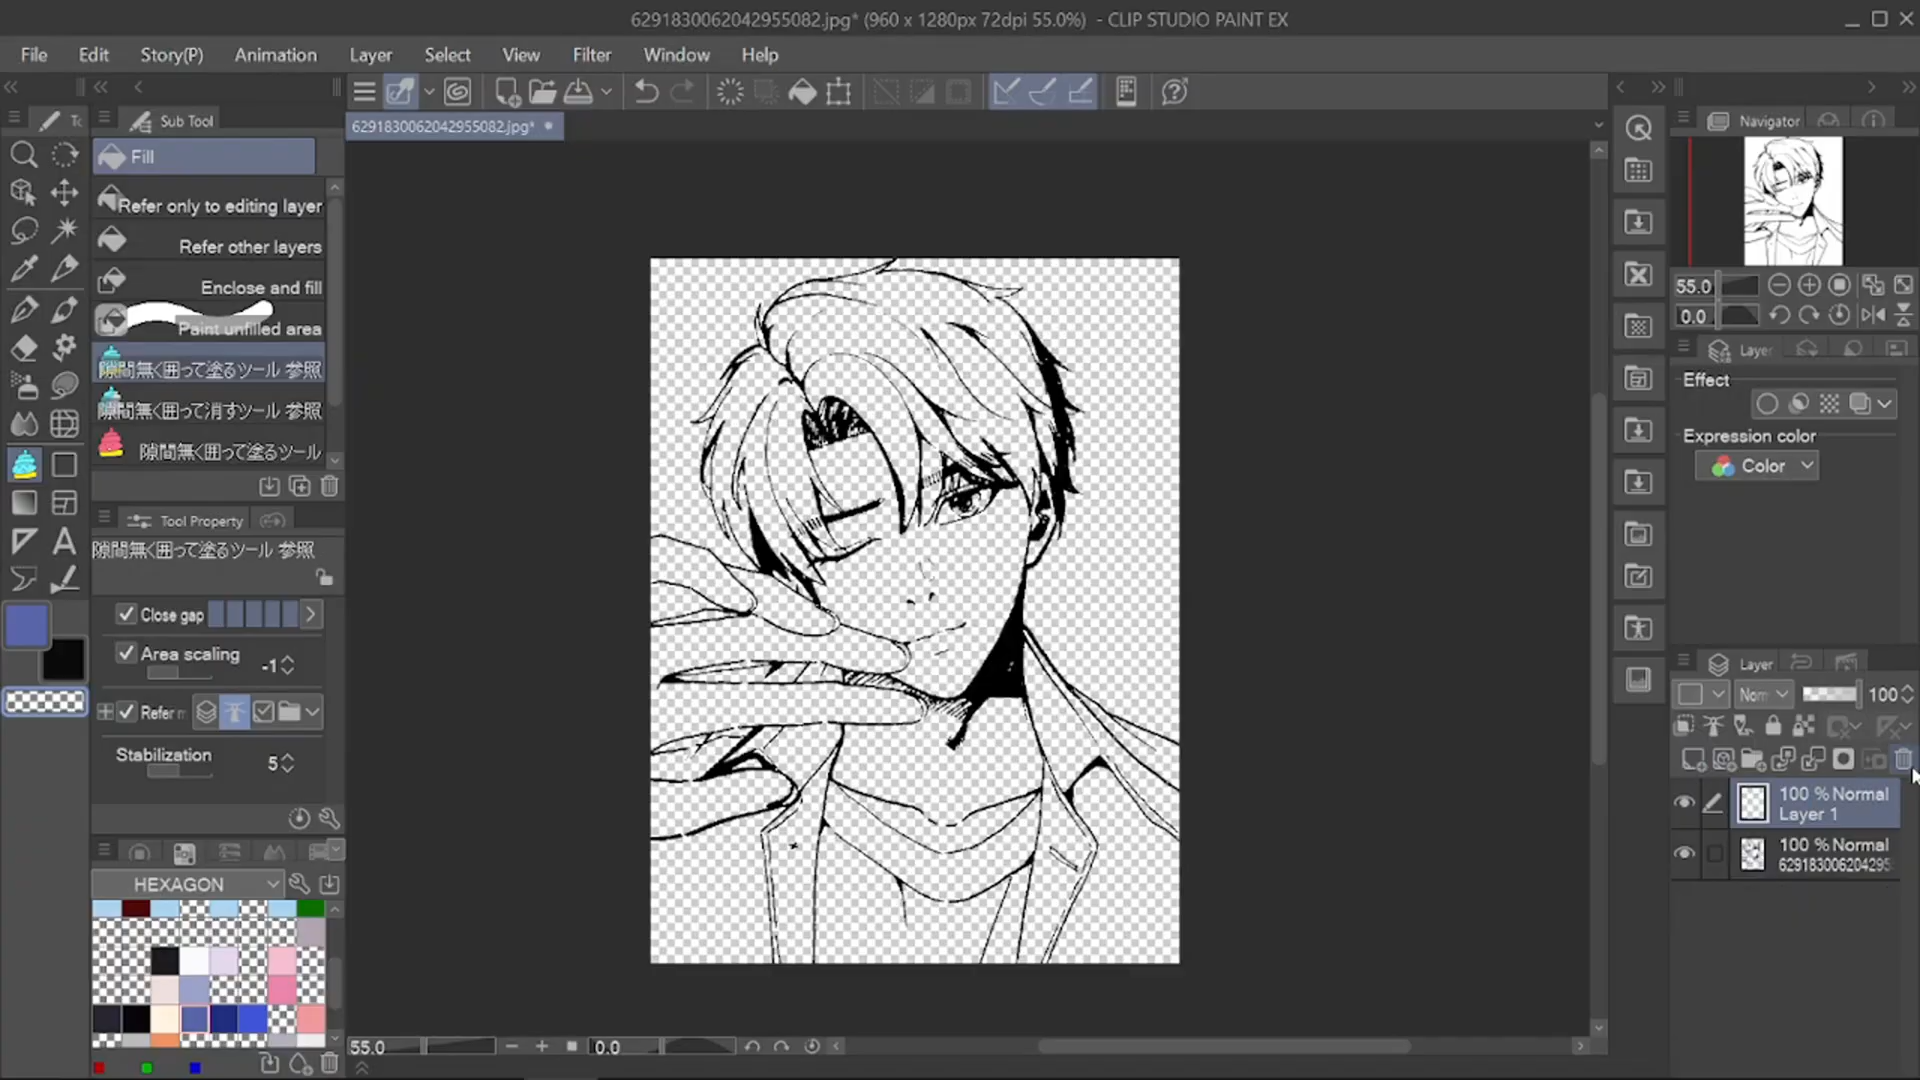 6291830062042955082.jpg* (960 x 1280px 72dpi 55.0%) - CLIP STUDIO PAINT EX
File Edit Story(P) Animation Layer Select View Filter Window Help
6291830062042955082.jpg*
Sub Tool
Fill
Refer only to editing layer
Refer other layers
Enclose and fill
Paint unfilled area
隙間無く囲って塗るツール 参照
隙間無く囲って消すツール 参照
隙間無く囲って塗るツール
Tool Property
隙間無く囲って塗るツール 参照
Close gap
Area scaling -1
Refer
Stabilization 5
HEXAGON
55.0 0.0
Navigator
55.0
0.0
Layer
Effect
Expression color
Color
Layer
Norm 100
100 % Normal
Layer 1
100 % Normal
629183006204295